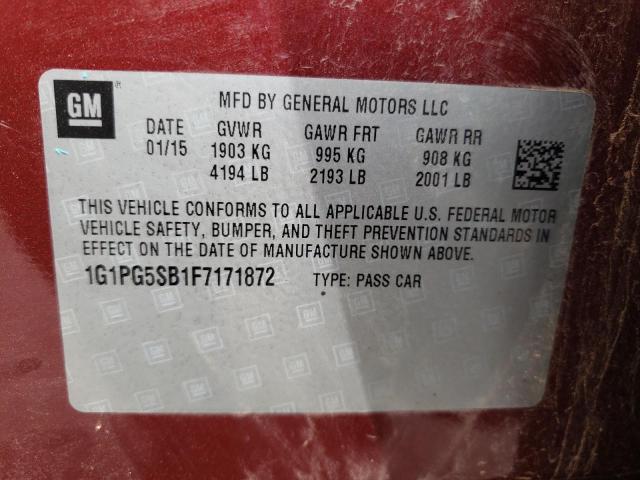 GM
MFD BY GENERAL MOTORS LLC
DATE GVWR GAWR FRT GAWR RR
01/15 1903 KG 995 KG 908 KG
4194 LB 2193 LB 2001 LB
THIS VEHICLE CONFORMS TO ALL APPLICABLE U.S. FEDERAL MOTOR
VEHICLE SAFETY, BUMPER, AND THEFT PREVENTION STANDARDS IN
EFFECT ON THE DATE OF MANUFACTURE SHOWN ABOVE.
1G1PG5SB1F7171872 TYPE: PASS CAR